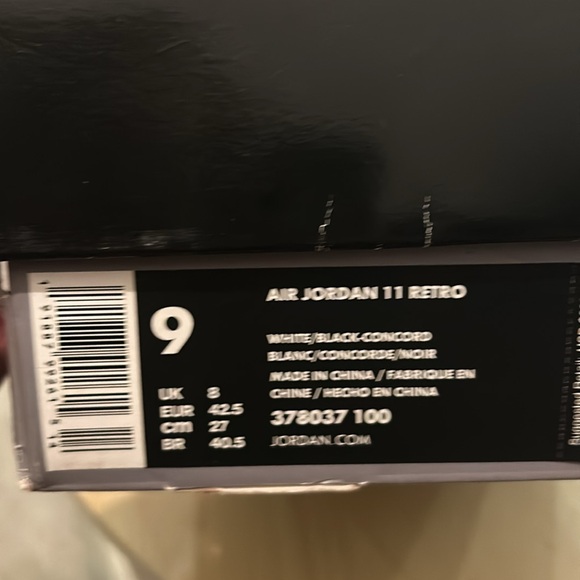 9
UK 8
EUR 42.5
cm 27
BR 40.5
AIR JORDAN 11 RETRO
WHITE/BLACK-CONCORD
BLANC/CONCORDE/NOIR
MADE IN CHINA / FABRIQUE EN
CHINE / HECHO EN CHINA
378037 100
JORDAN.COM